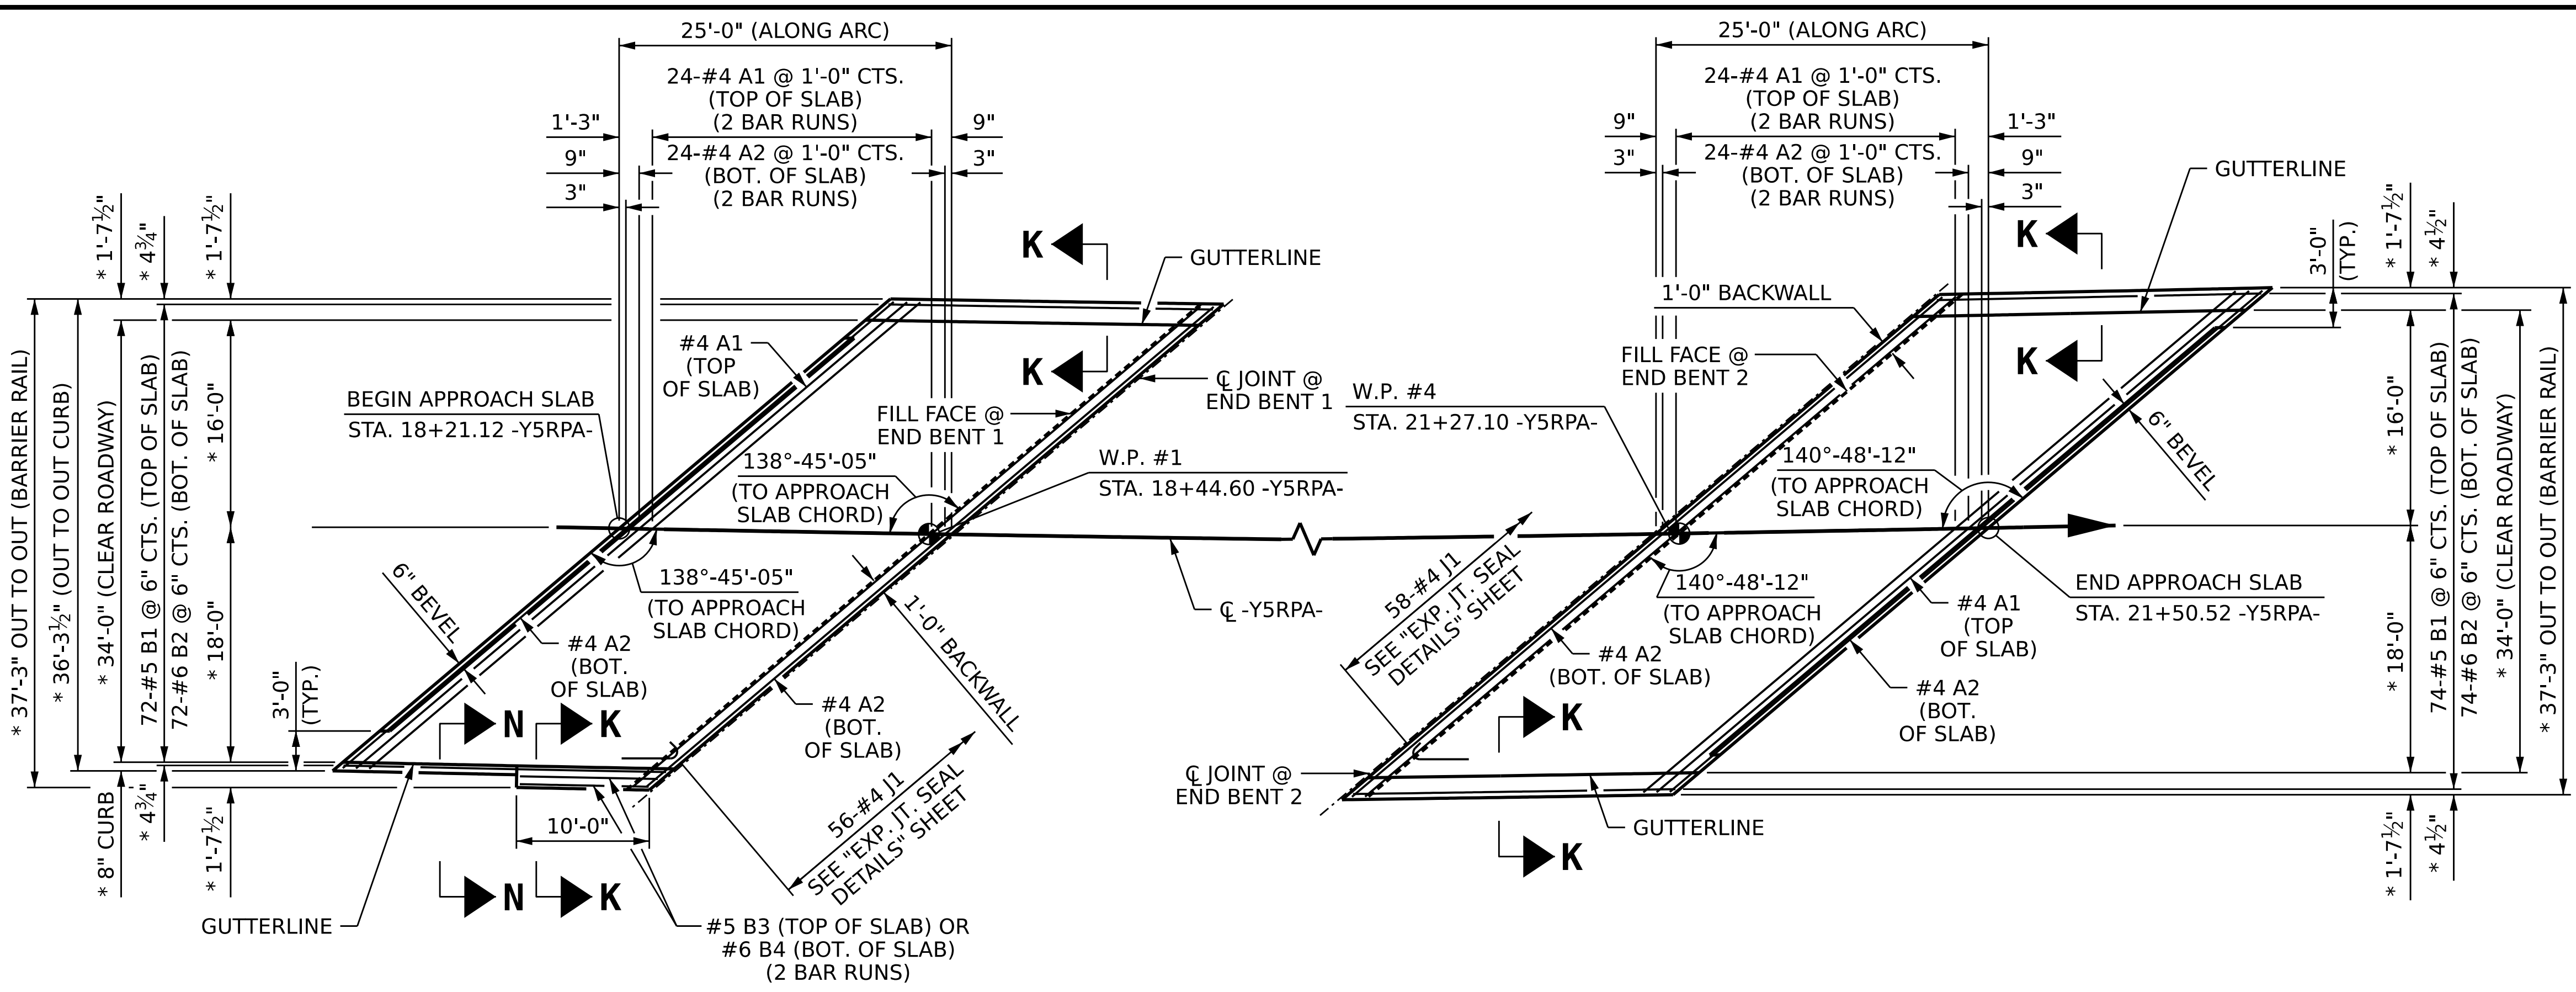 25'-0" (ALONG ARC)
24-#4 A1 @ 1'-0" CTS.
(TOP OF SLAB)
(2 BAR RUNS)
1'-3"
9"
24-#4 A2 @ 1'-0" CTS.
(BOT. OF SLAB)
(2 BAR RUNS)
9"
3"
3"
* 1'-7½"
* 4¾"
* 1'-7½"
K
GUTTERLINE
K
#4 A1
(TOP
OF SLAB)
BEGIN APPROACH SLAB
STA. 18+21.12 -Y5RPA-
FILL FACE @
END BENT 1
℄ JOINT @
END BENT 1
138°-45'-05"
(TO APPROACH
SLAB CHORD)
W.P. #1
STA. 18+44.60 -Y5RPA-
* 37'-3" OUT TO OUT (BARRIER RAIL)
* 36'-3½" (OUT TO OUT CURB)
* 34'-0" (CLEAR ROADWAY)
72-#5 B1 @ 6" CTS. (TOP OF SLAB)
72-#6 B2 @ 6" CTS. (BOT. OF SLAB)
* 16'-0"
* 18'-0"
3'-0"
(TYP.)
6" BEVEL
138°-45'-05"
(TO APPROACH
SLAB CHORD)
#4 A2
(BOT.
OF SLAB)
1'-0" BACKWALL
#4 A2
(BOT.
OF SLAB)
N
K
℄ -Y5RPA-
56-#4 J1
SEE "EXP. JT. SEAL
DETAILS" SHEET
* 8" CURB
* 4¾"
* 1'-7½"
10'-0"
N
K
GUTTERLINE
#5 B3 (TOP OF SLAB) OR
#6 B4 (BOT. OF SLAB)
(2 BAR RUNS)
25'-0" (ALONG ARC)
24-#4 A1 @ 1'-0" CTS.
(TOP OF SLAB)
(2 BAR RUNS)
9"
3"
24-#4 A2 @ 1'-0" CTS.
(BOT. OF SLAB)
(2 BAR RUNS)
1'-3"
9"
3"
GUTTERLINE
K
3'-0"
(TYP.)
* 1'-7½"
* 4½"
1'-0" BACKWALL
FILL FACE @
END BENT 2
K
W.P. #4
STA. 21+27.10 -Y5RPA-
140°-48'-12"
(TO APPROACH
SLAB CHORD)
6" BEVEL
58-#4 J1
SEE "EXP. JT. SEAL
DETAILS" SHEET
140°-48'-12"
(TO APPROACH
SLAB CHORD)
END APPROACH SLAB
STA. 21+50.52 -Y5RPA-
#4 A1
(TOP
OF SLAB)
#4 A2
(BOT. OF SLAB)
#4 A2
(BOT.
OF SLAB)
* 16'-0"
* 18'-0"
74-#5 B1 @ 6" CTS. (TOP OF SLAB)
74-#6 B2 @ 6" CTS. (BOT. OF SLAB)
* 34'-0" (CLEAR ROADWAY)
* 37'-3" OUT TO OUT (BARRIER RAIL)
K
℄ JOINT @
END BENT 2
GUTTERLINE
K
* 1'-7½"
* 4½"